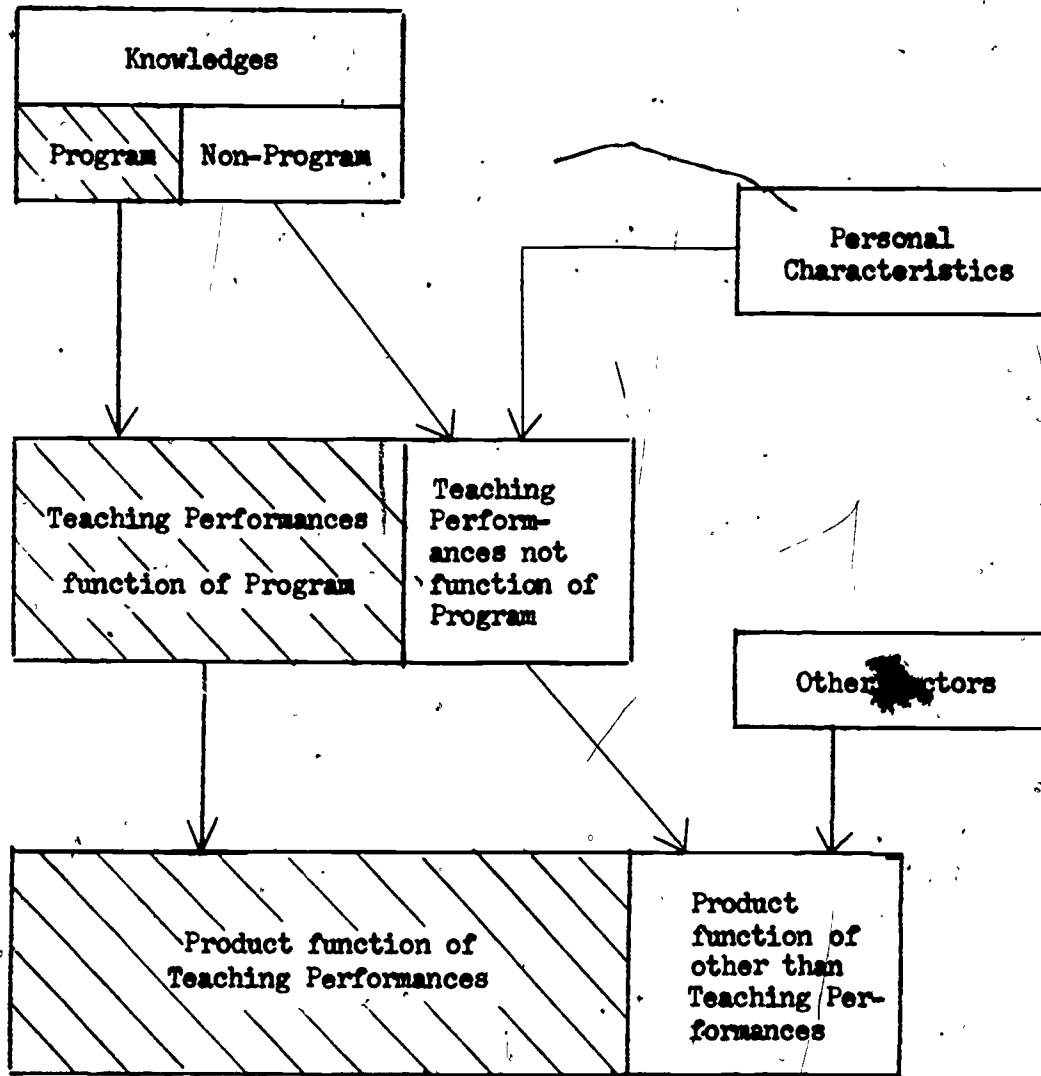 Knowledges
Program
Non-Program
Personal
Characteristics
Teaching Performances
function of Program
Teaching
Perform-
ances not
function of
Program
Other
Product function of
Teaching Performances
Product
function of
other than
Teaching Per-
formances